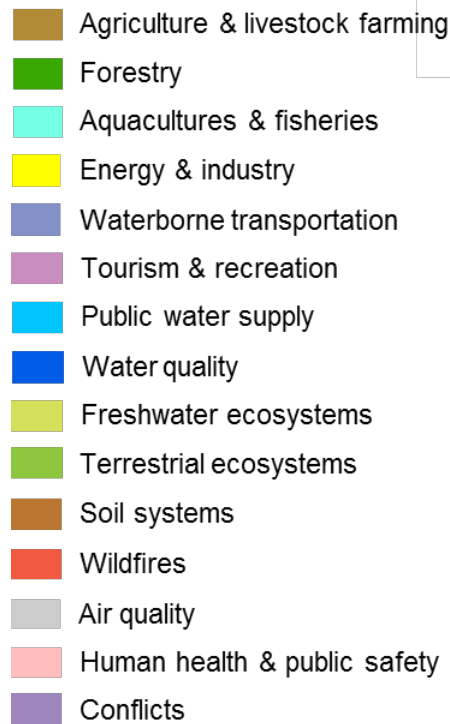 Agriculture & livestock farming
Forestry
Aquacultures & fisheries
Energy & industry
Waterborne transportation
Tourism & recreation
Public water supply
Water quality
Freshwater ecosystems
Terrestrial ecosystems
Soil systems
Wildfires
Air quality
Human health & public safety
Conflicts